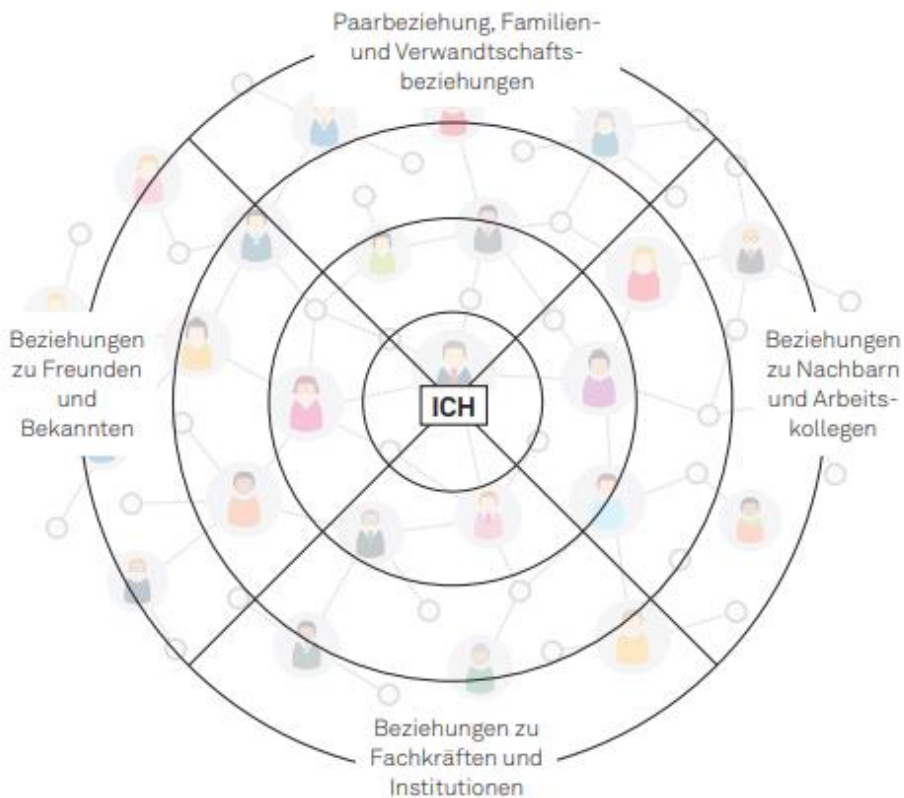 Paarbeziehung, Familien-
und Verwandtschafts-
beziehungen
Beziehungen
zu Freunden
und
Bekannten
ICH
Beziehungen
zu Nachbarn
und Arbeits-
kollegen
Beziehungen zu
Fachkräften und
Institutionen